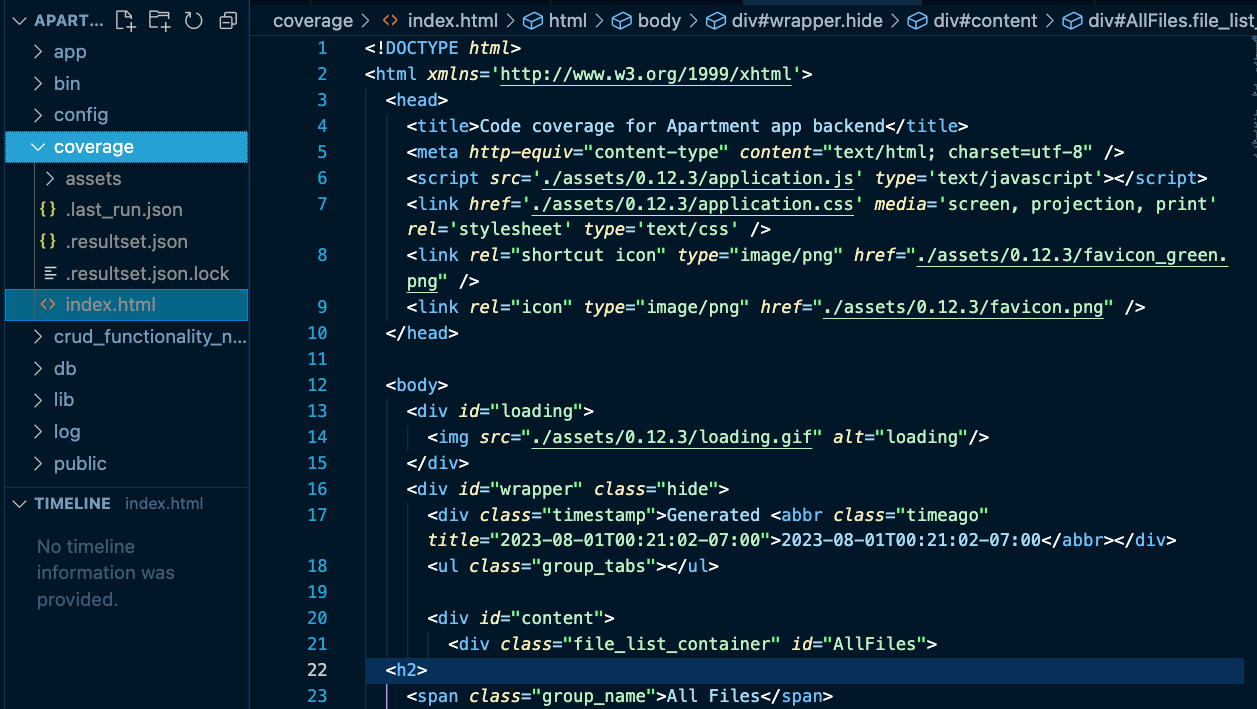 APART...
app
bin
config
coverage
assets
{} .last_run.json
{} .resultset.json
.resultset.json.lock
<> index.html
crud_functionality_n...
db
lib
log
public
TIMELINE index.html
No timeline
information was
provided.
coverage > <> index.html > html > body > div#wrapper.hide > div#content > div#AllFiles.file_list_
1 <!DOCTYPE html>
2 <html xmlns='http://www.w3.org/1999/xhtml'>
3 <head>
4 <title>Code coverage for Apartment app backend</title>
5 <meta http-equiv="content-type" content="text/html; charset=utf-8" />
6 <script src='./assets/0.12.3/application.js' type='text/javascript'></script>
7 <link href='./assets/0.12.3/application.css' media='screen, projection, print'
rel='stylesheet' type='text/css' />
8 <link rel="shortcut icon" type="image/png" href="./assets/0.12.3/favicon_green.
png" />
9 <link rel="icon" type="image/png" href="./assets/0.12.3/favicon.png" />
10 </head>
11
12 <body>
13 <div id="loading">
14 <img src="./assets/0.12.3/loading.gif" alt="loading"/>
15 </div>
16 <div id="wrapper" class="hide">
17 <div class="timestamp">Generated <abbr class="timeago"
title="2023-08-01T00:21:02-07:00">2023-08-01T00:21:02-07:00</abbr></div>
18 <ul class="group_tabs"></ul>
19
20 <div id="content">
21 <div class="file_list_container" id="AllFiles">
22 <h2>
23 <span class="group_name">All Files</span>